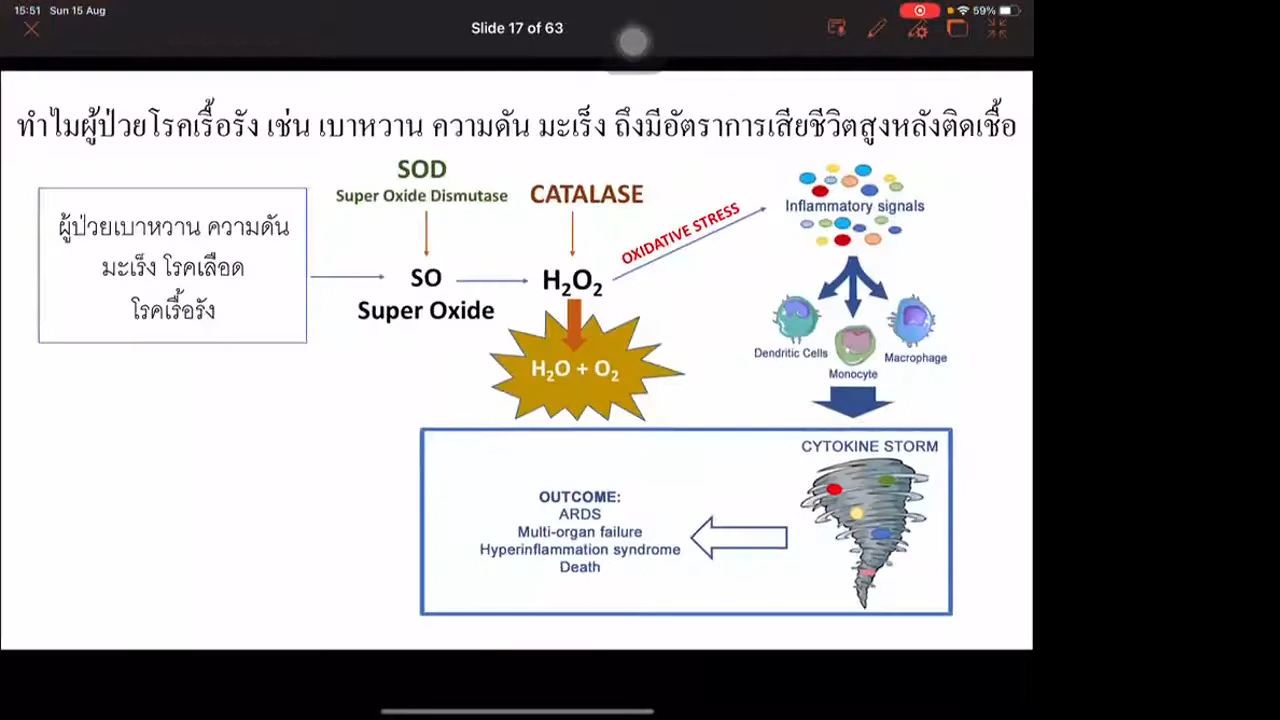 15:51 Sun 15 Aug
59%
Slide 17 of 63
ทำไมผู้ป่วยโรคเรื้อรัง เช่น เบาหวาน ความดัน มะเร็ง ถึงมีอัตราการเสียชีวิตสูงหลังติดเชื้อ
ผู้ป่วยเบาหวาน ความดัน
มะเร็ง โรคเลือด
โรคเรื้อรัง
SOD
Super Oxide Dismutase
SO
Super Oxide
CATALASE
H₂O₂
H₂O + O₂
OXIDATIVE STRESS
Inflammatory signals
Dendritic Cells
Monocyte
Macrophage
CYTOKINE STORM
OUTCOME:
ARDS
Multi-organ failure
Hyperinflammation syndrome
Death